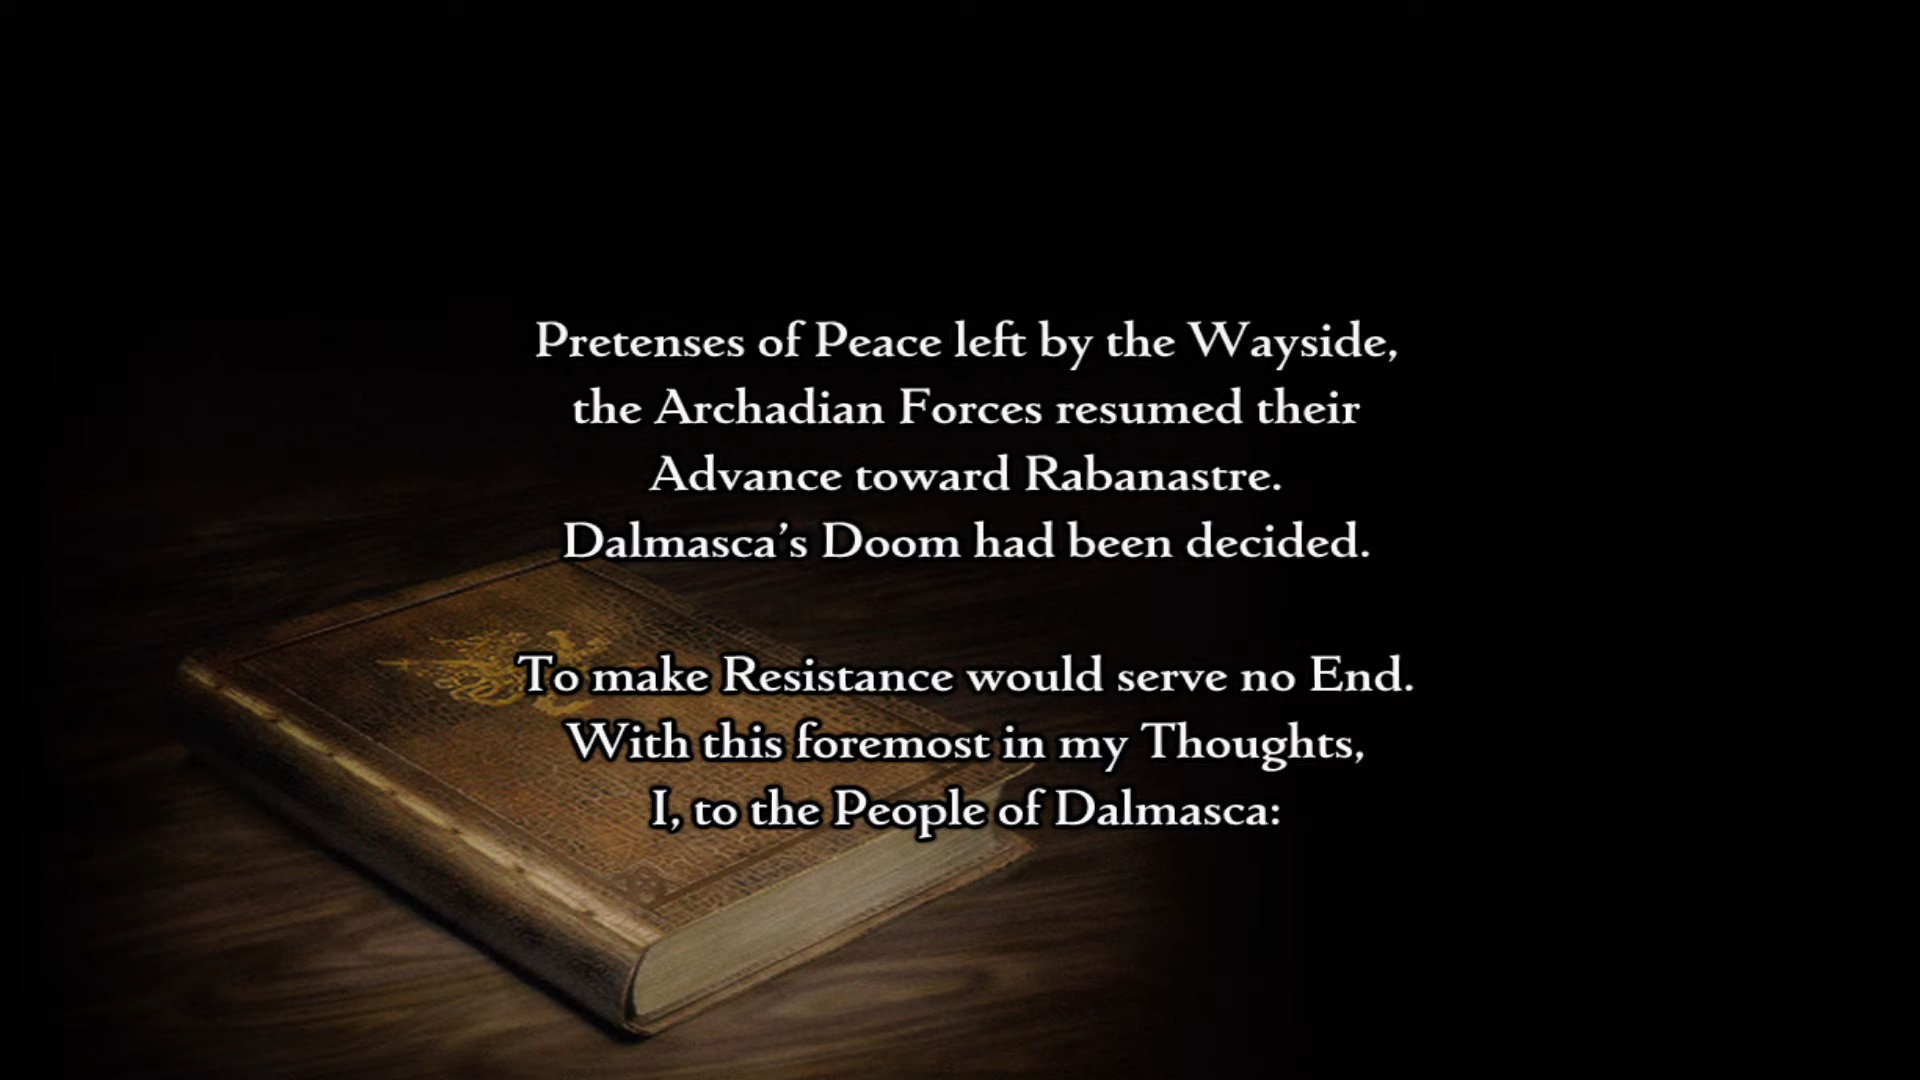 Pretenses of Peace left by the Wayside,
the Archadian Forces resumed their
Advance toward Rabanastre.
Dalmasca’s Doom had been decided.
To make Resistance would serve no End.
With this foremost in my Thoughts,
I, to the People of Dalmasca: